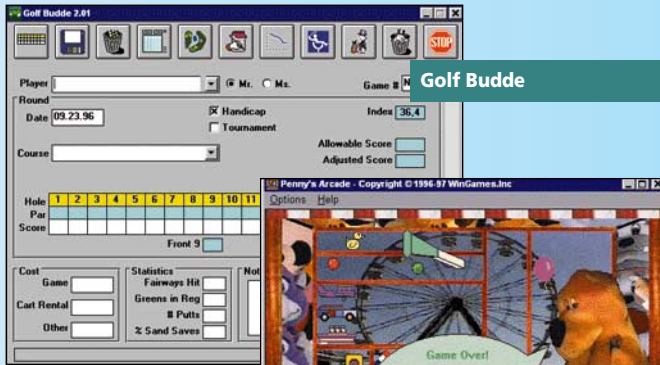 Golf Budde 2.01
STOP
Player
Mr.
Ms.
Game #
N
Golf Budde
Round
Date 09.23.96
Handicap
Tournament
Index 36,4
Allowable Score
Adjusted Score
Course
Hole 1 2 3 4 5 6 7 8 9 10 11
Par
Score
Front 9
Cost
Game
Cart Rental
Other
Statistics
Fairways Hit
Greens in Reg
# Putts
% Sand Saves
Not
Penny's Arcade - Copyright © 1996-97 WinGames.Inc
Options Help
Game Over!